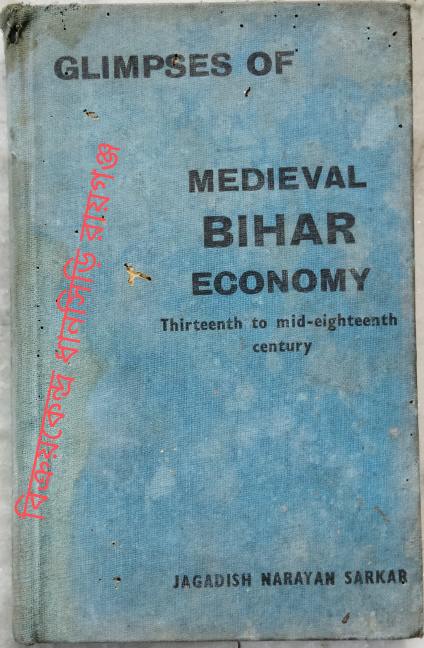 GLIMPSES OF
MEDIEVAL
BIHAR
ECONOMY
Thirteenth to mid-eighteenth
century
JAGADISH NARAYAN SARKAR
বিক্রয়কেন্দ্র ধানসিড়ি রায়গঞ্জ